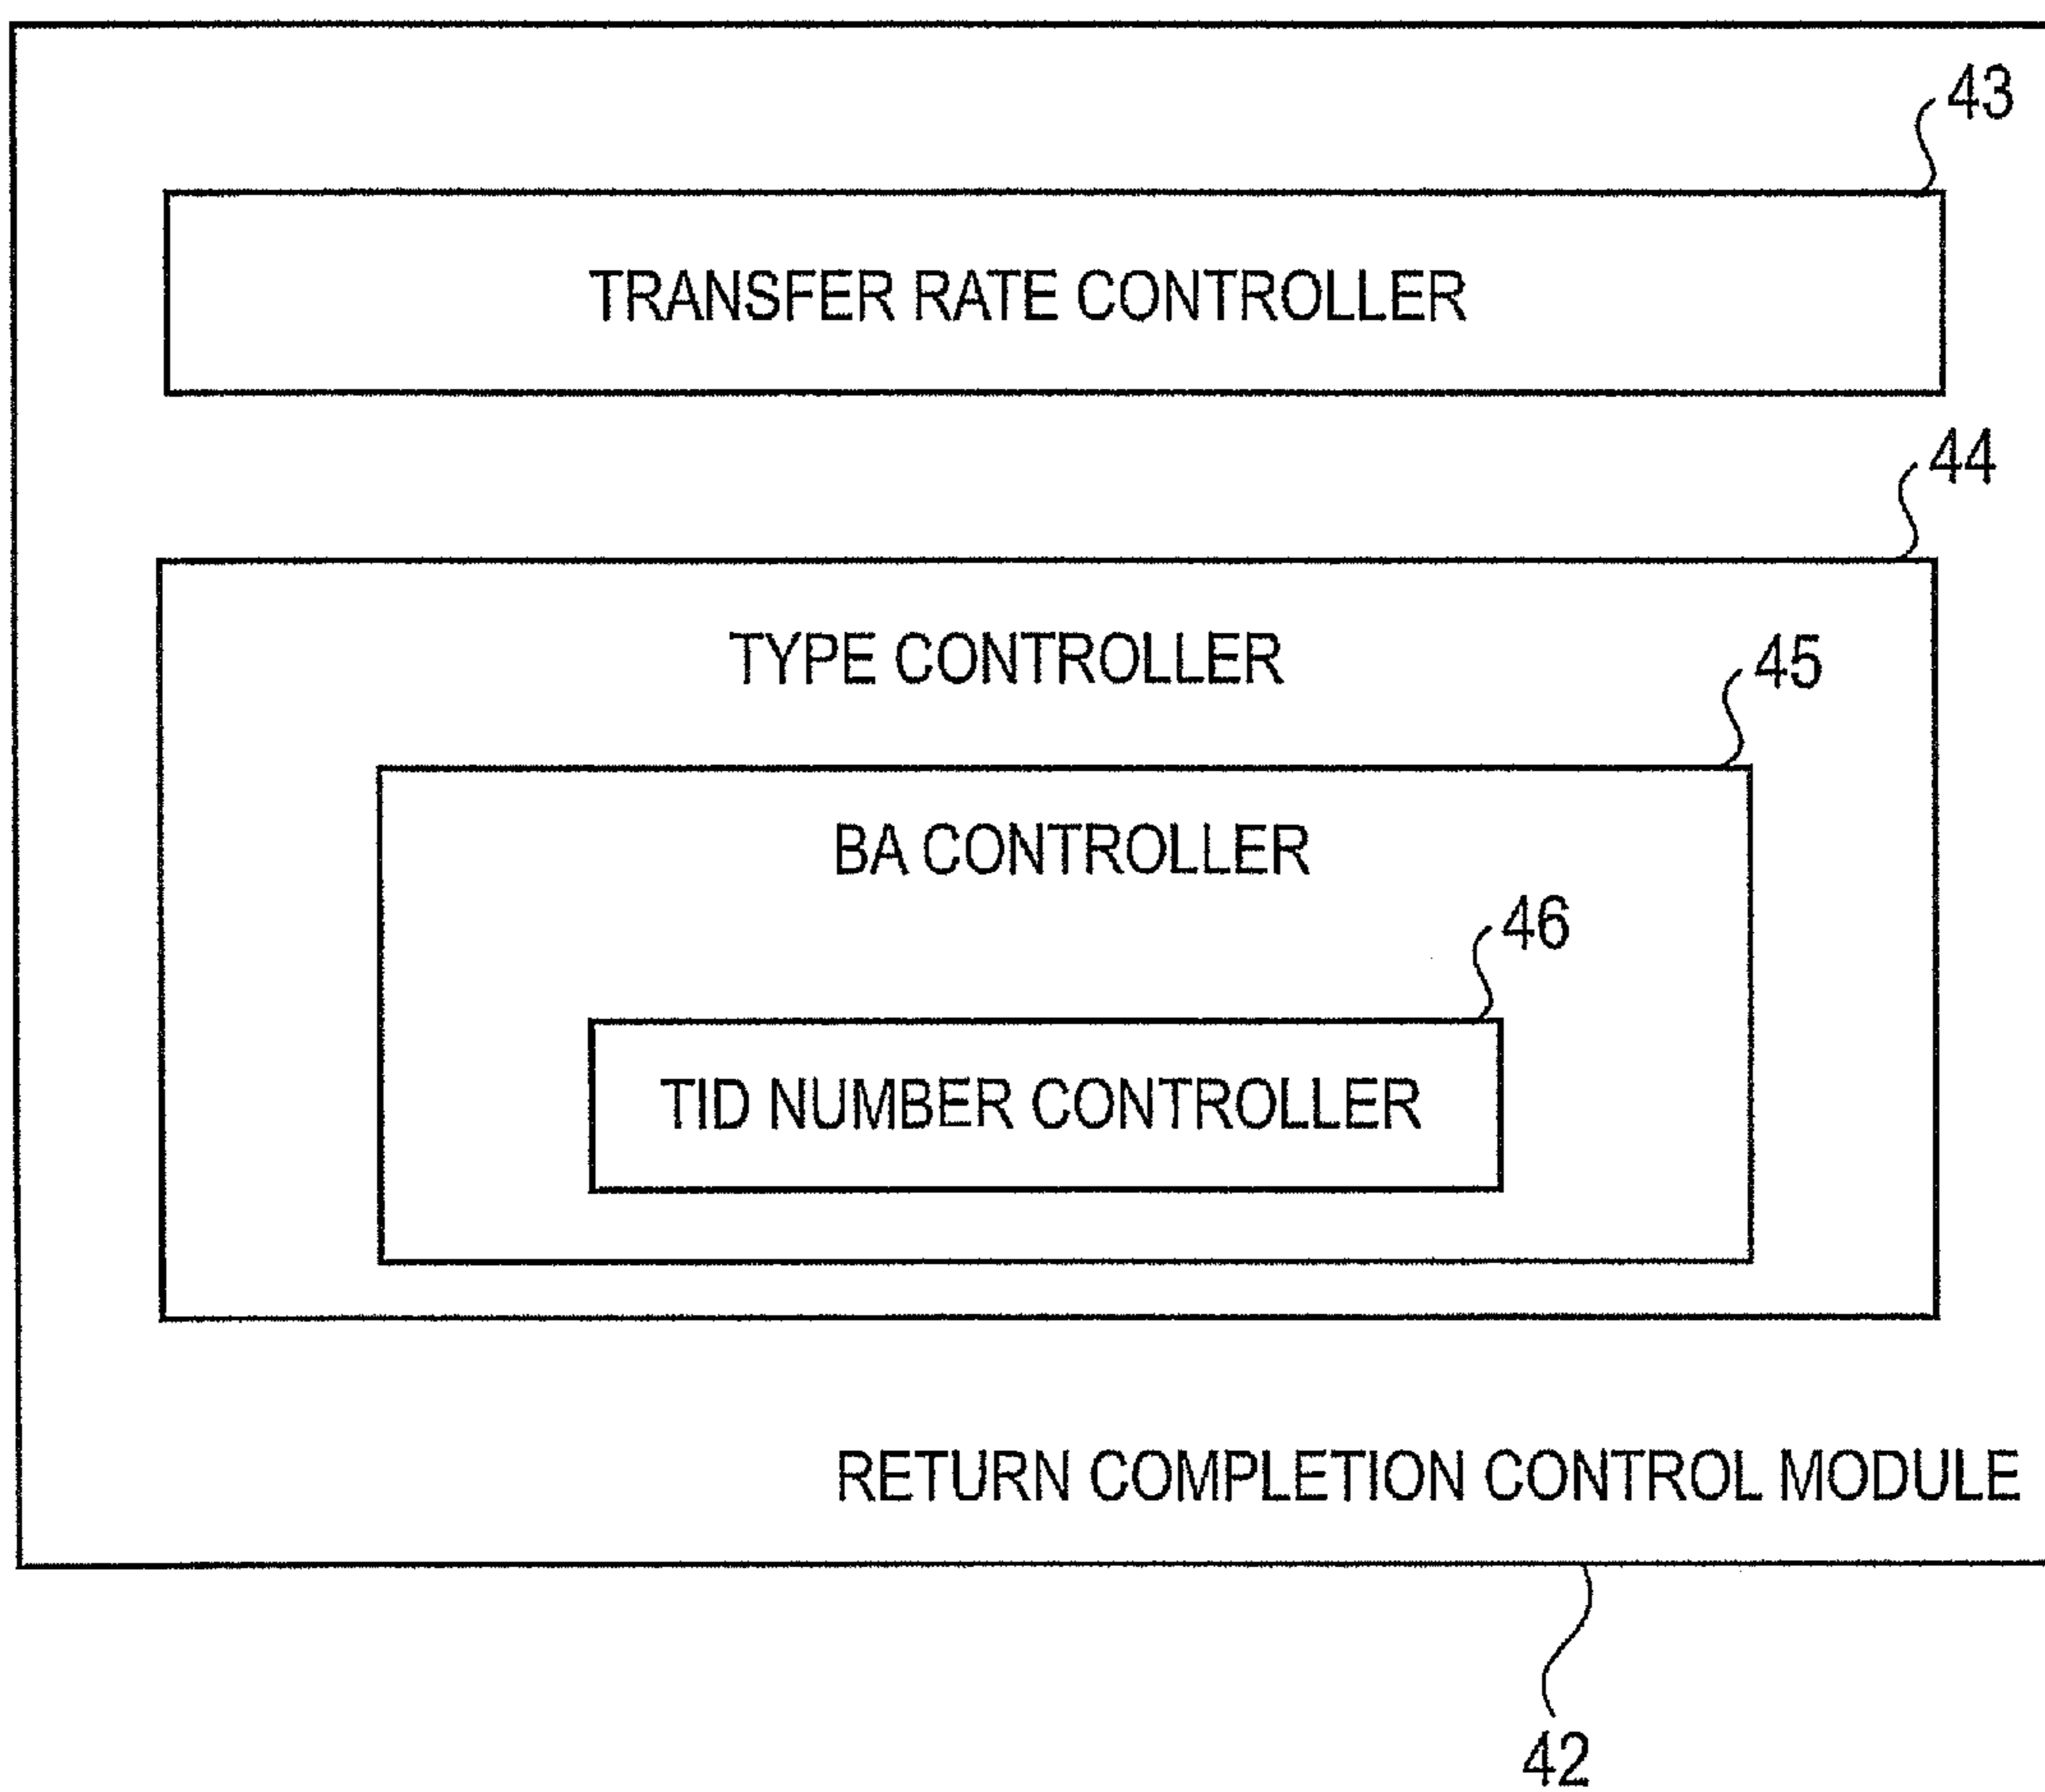 43
TRANSFER RATE CONTROLLER
44
TYPE CONTROLLER
45
BA CONTROLLER
46
TID NUMBER CONTROLLER
RETURN COMPLETION CONTROL MODULE
42